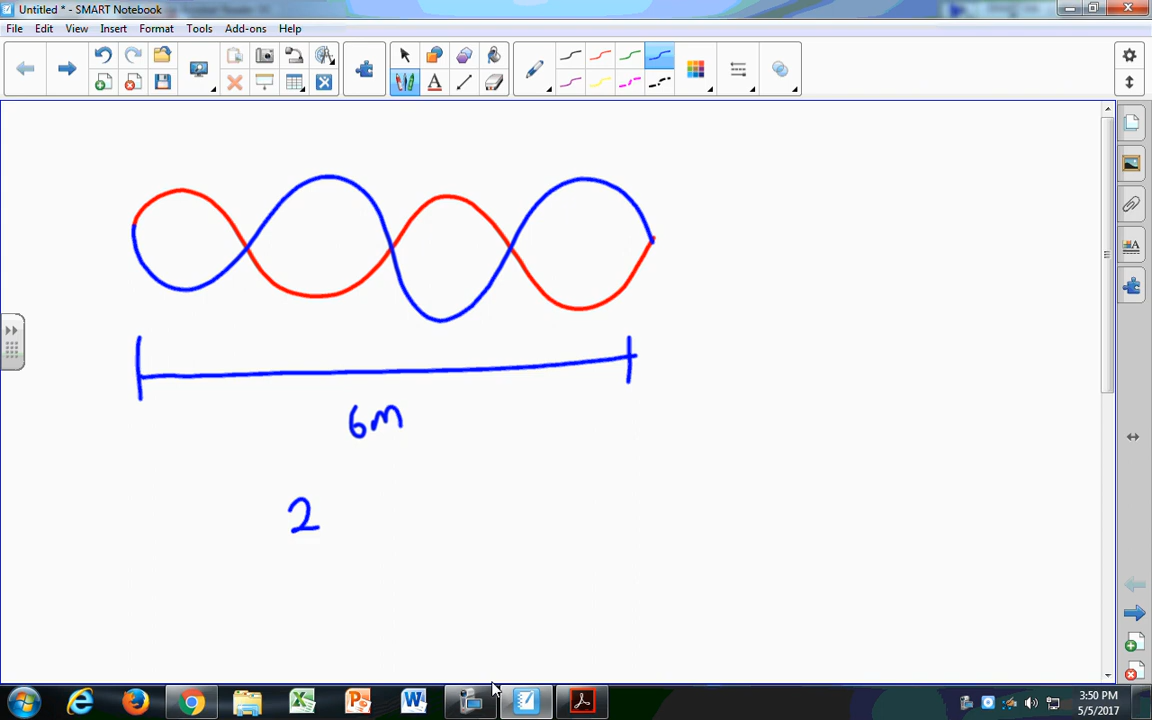 Untitled * - SMART Notebook
File Edit View Insert Format Tools Add-ons Help
6m
2
3:50 PM
5/5/2017